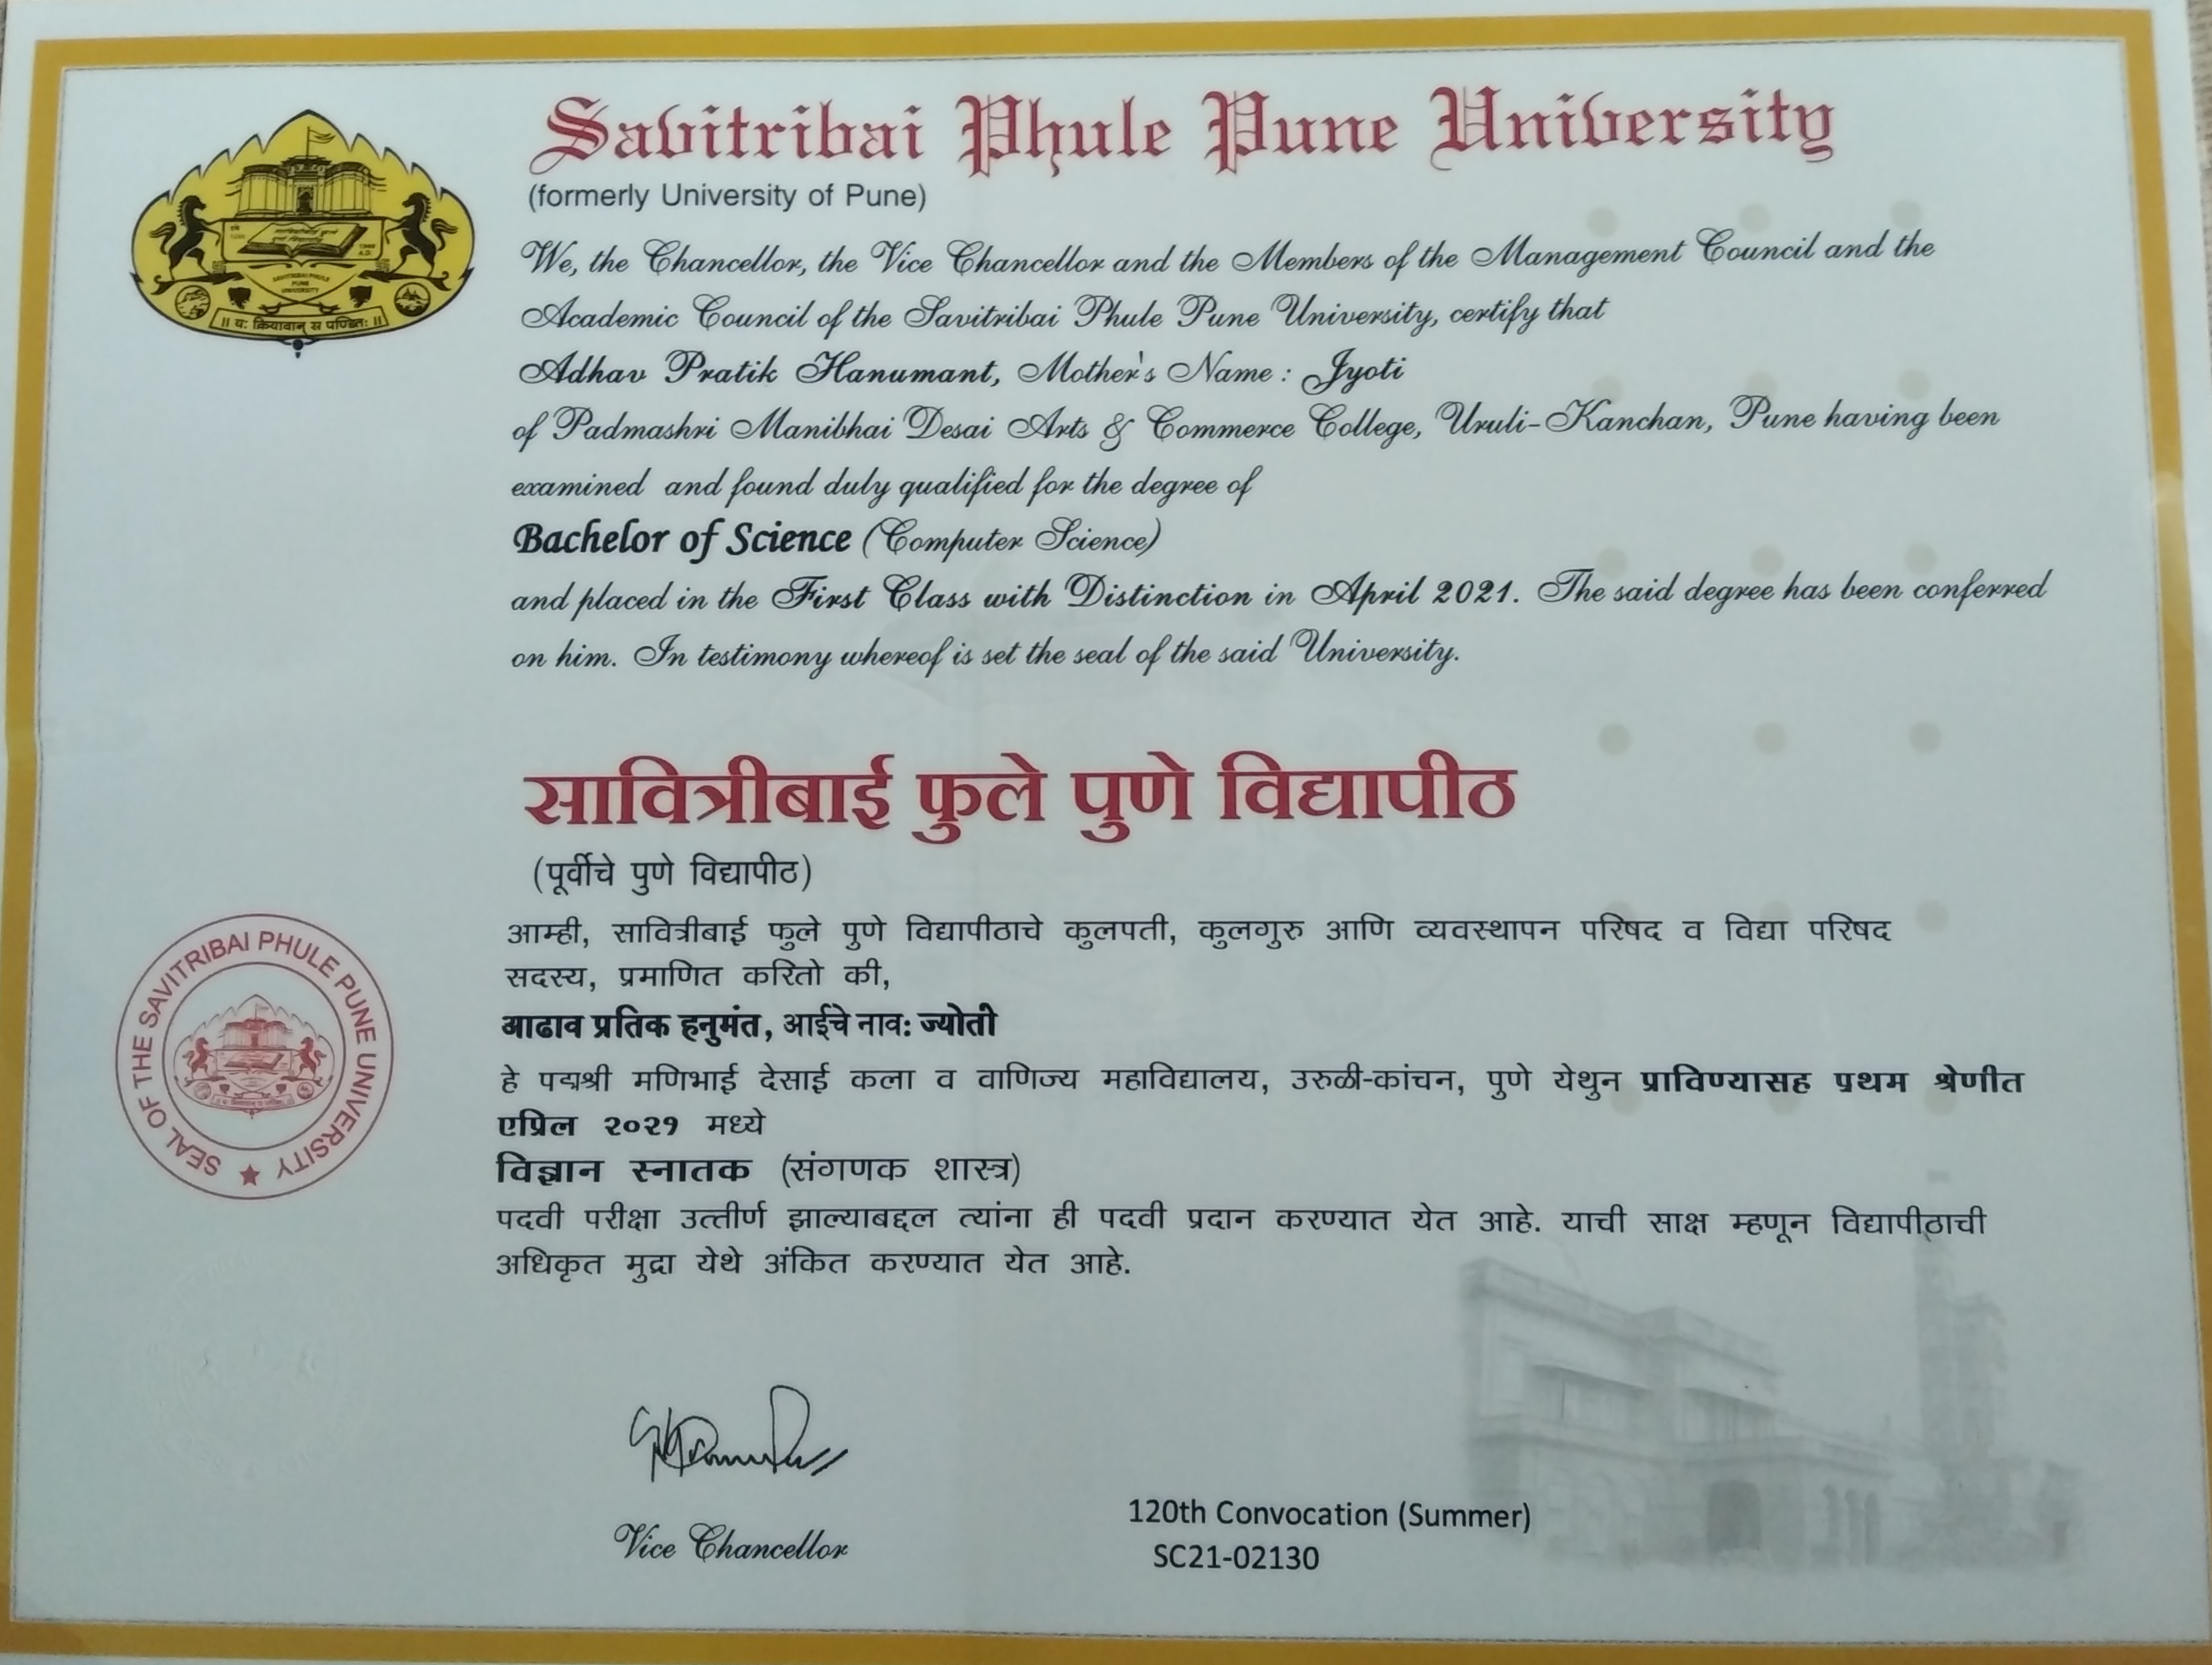 Savitribai Phule Pune University
(formerly University of Pune)
We, the Chancellor, the Vice Chancellor and the Members of the Management Council and the
Academic Council of the Savitribai Phule Pune University, certify that
Adhav Pratik Hanumant, Mother's Name : Jyoti
of Padmashri Manibhai Desai Arts & Commerce College, Uruli-Kanchan, Pune having been
examined and found duly qualified for the degree of
Bachelor of Science (Computer Science)
and placed in the First Class with Distinction in April 2021. The said degree has been conferred
on him. In testimony whereof is set the seal of the said University.
SAVITRIBAI PHULE
PUNE
UNIVERSITY
॥ यः क्रियावान् स पण्डितः ॥
सावित्रीबाई फुले पुणे विद्यापीठ
(पूर्वीचे पुणे विद्यापीठ)
आम्ही, सावित्रीबाई फुले पुणे विद्यापीठाचे कुलपती, कुलगुरु आणि व्यवस्थापन परिषद व विद्या परिषद
सदस्य, प्रमाणित करितो की,
आढाव प्रतिक हनुमंत, आईचे नाव: ज्योती
हे पद्मश्री मणिभाई देसाई कला व वाणिज्य महाविद्यालय, उरुळी-कांचन, पुणे येथुन प्राविण्यासह प्रथम श्रेणीत
एप्रिल २०२१ मध्ये
विज्ञान स्नातक (संगणक शास्त्र)
पदवी परीक्षा उत्तीर्ण झाल्याबद्दल त्यांना ही पदवी प्रदान करण्यात येत आहे. याची साक्ष म्हणून विद्यापीठाची
अधिकृत मुद्रा येथे अंकित करण्यात येत आहे.
SEAL OF THE SAVITRIBAI PHULE PUNE UNIVERSITY
Vice Chancellor
120th Convocation (Summer)
SC21-02130